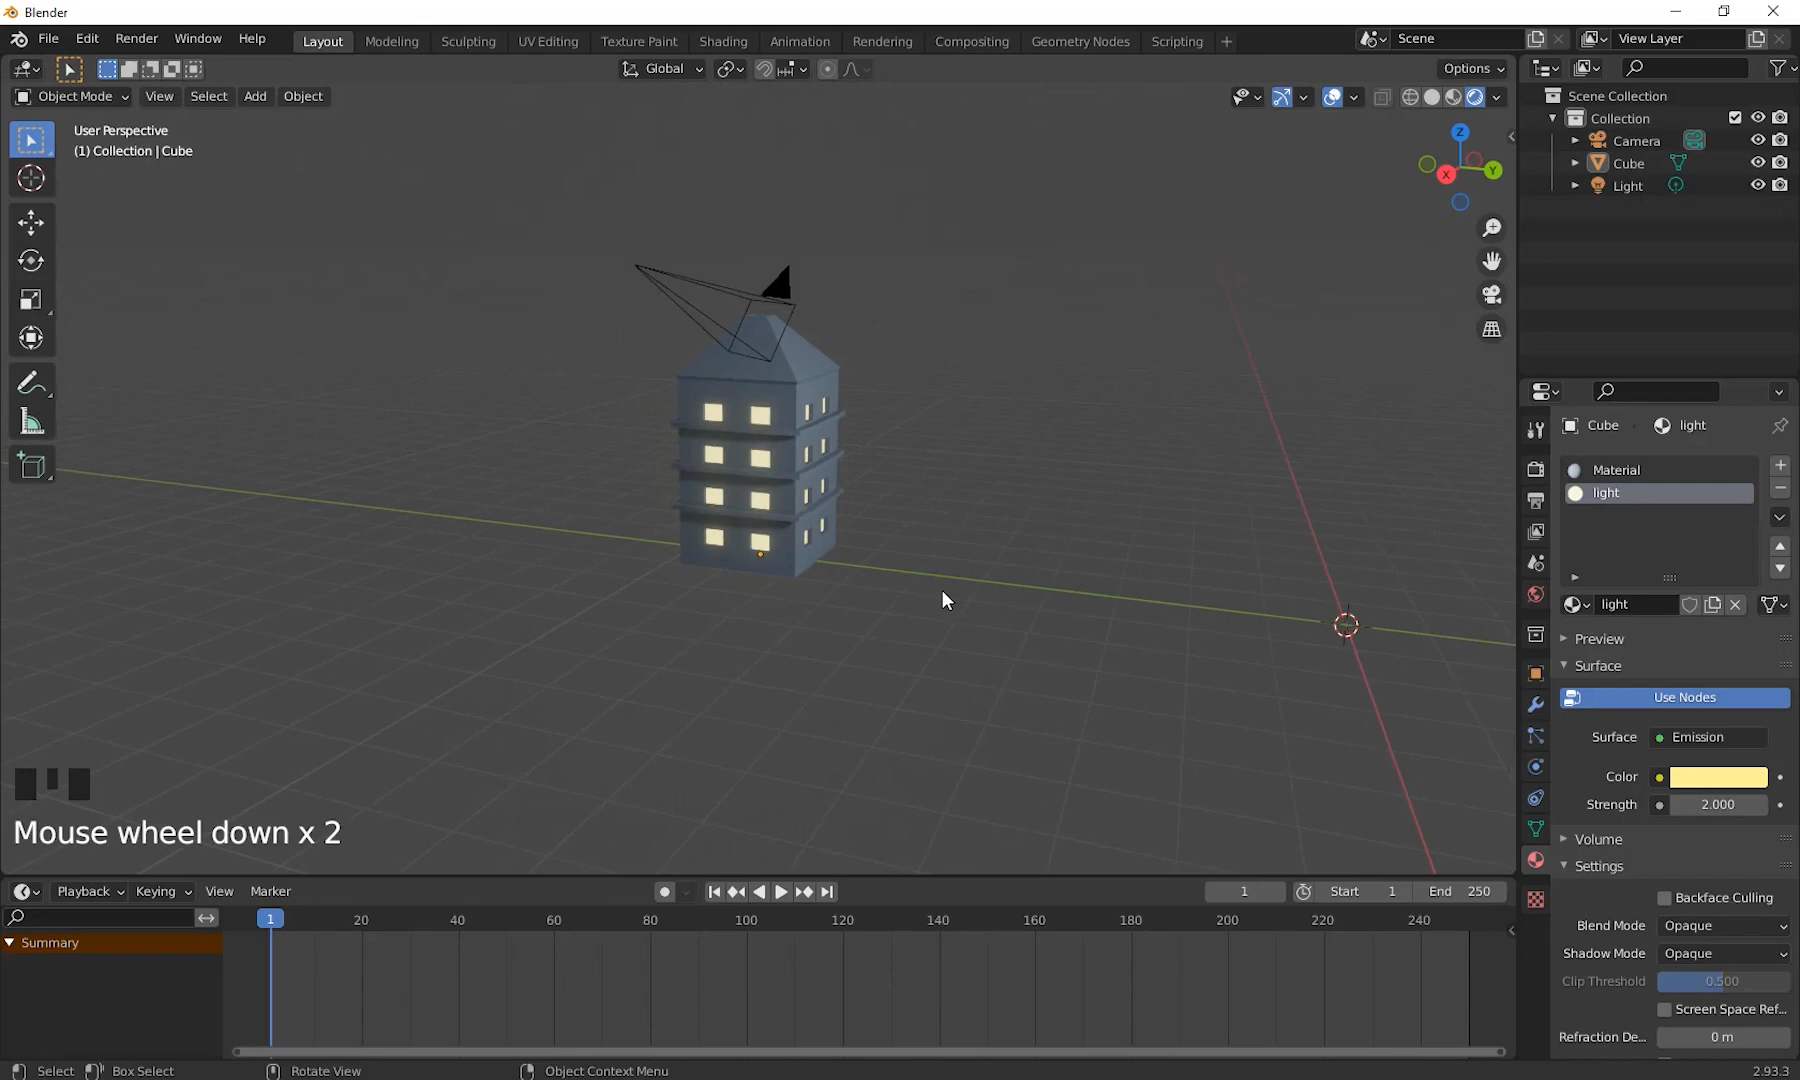 Blender
File Edit Render Window Help Layout Modeling Sculpting UV Editing Texture Paint Shading Animation Rendering Compositing Geometry Nodes Scripting + Scene View Layer
Global Options
Object Mode View Select Add Object
User Perspective
(1) Collection | Cube
Z
Y
X
Scene Collection
Collection
Camera
Cube
Light
Cube light
Material
light
light
Preview
Surface
Use Nodes
Surface Emission
Color
Strength 2.000
Volume
Settings
Backface Culling
Blend Mode Opaque
Shadow Mode Opaque
Clip Threshold 0.500
Screen Space Ref...
Refraction De... 0 m
Mouse wheel down x 2
Playback Keying View Marker 1 Start 1 End 250
1 20 40 60 80 100 120 140 160 180 200 220 240
Summary
Select Box Select Rotate View Object Context Menu 2.93.3